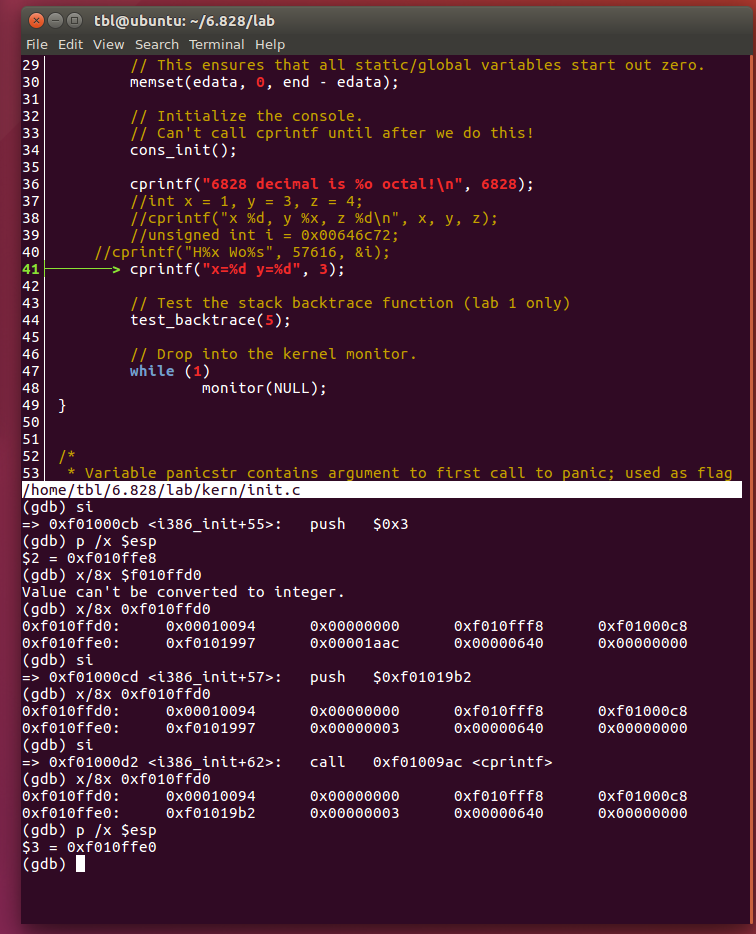 tbl@ubuntu: ~/6.828/lab
File Edit View Search Terminal Help
29 // This ensures that all static/global variables start out zero.
30 memset(edata, 0, end - edata);
31
32 // Initialize the console.
33 // Can't call cprintf until after we do this!
34 cons_init();
35
36 cprintf("6828 decimal is %o octal!\n", 6828);
37 //int x = 1, y = 3, z = 4;
38 //cprintf("x %d, y %x, z %d\n", x, y, z);
39 //unsigned int i = 0x00646c72;
40 //cprintf("H%x Wo%s", 57616, &i);
41 > cprintf("x=%d y=%d", 3);
42
43 // Test the stack backtrace function (lab 1 only)
44 test_backtrace(5);
45
46 // Drop into the kernel monitor.
47 while (1)
48 monitor(NULL);
49 }
50
51
52 /*
53 * Variable panicstr contains argument to first call to panic; used as flag
/home/tbl/6.828/lab/kern/init.c
(gdb) si
=> 0xf01000cb <i386_init+55>: push $0x3
(gdb) p /x $esp
$2 = 0xf010ffe8
(gdb) x/8x $f010ffd0
Value can't be converted to integer.
(gdb) x/8x 0xf010ffd0
0xf010ffd0: 0x00010094 0x00000000 0xf010fff8 0xf01000c8
0xf010ffe0: 0xf0101997 0x00001aac 0x00000640 0x00000000
(gdb) si
=> 0xf01000cd <i386_init+57>: push $0xf01019b2
(gdb) x/8x 0xf010ffd0
0xf010ffd0: 0x00010094 0x00000000 0xf010fff8 0xf01000c8
0xf010ffe0: 0xf0101997 0x00000003 0x00000640 0x00000000
(gdb) si
=> 0xf01000d2 <i386_init+62>: call 0xf01009ac <cprintf>
(gdb) x/8x 0xf010ffd0
0xf010ffd0: 0x00010094 0x00000000 0xf010fff8 0xf01000c8
0xf010ffe0: 0xf01019b2 0x00000003 0x00000640 0x00000000
(gdb) p /x $esp
$3 = 0xf010ffe0
(gdb)